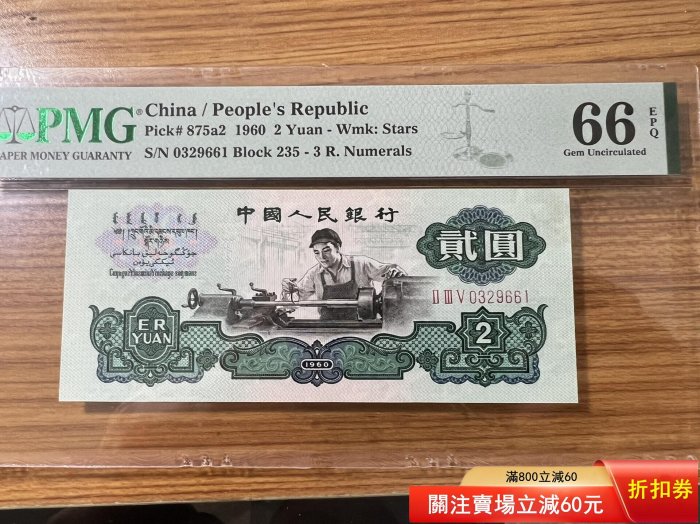 PMG® China / People's Republic
Pick# 875a2 1960 2 Yuan - Wmk: Stars
PAPER MONEY GUARANTY S/N 0329661 Block 235 - 3 R. Numerals
66 EPQ
Gem Uncirculated
中國人民銀行
貳圓
II III V 0329661
ER
YUAN
1960
2
滿800立減60
關注賣場立減60元
折扣券